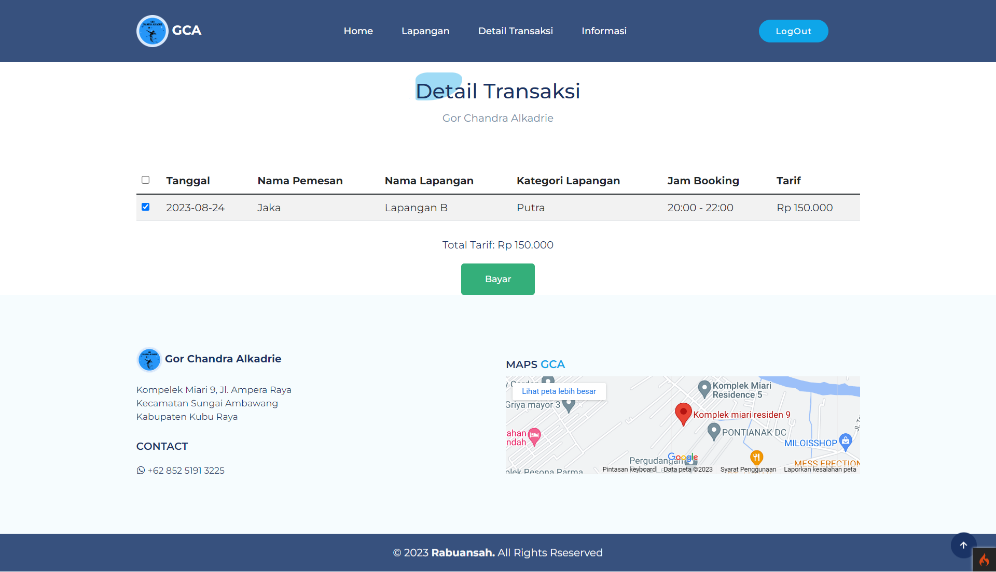 GCA
Home Lapangan Detail Transaksi Informasi LogOut
Detail Transaksi
Gor Chandra Alkadrie
Tanggal Nama Pemesan Nama Lapangan Kategori Lapangan Jam Booking Tarif
2023-08-24 Jaka Lapangan B Putra 20:00 - 22:00 Rp 150.000
Total Tarif: Rp 150.000
Bayar
Gor Chandra Alkadrie
Kompelek Miari 9, Jl. Ampera Raya
Kecamatan Sungai Ambawang
Kabupaten Kubu Raya
CONTACT
+62 852 5191 3225
MAPS GCA
Lihat peta lebih besar
Griya mayor 3
Komplek Miari
Residence 5
Komplek miari residen 9
PONTIANAK DC
MILOISSHOP
Pergudangan
MESS ERECTION
Google
Pintasan keyboard Data peta ©2023 Syarat Penggunaan Laporkan kesalahan peta
© 2023 Rabuansah. All Rights Rserved